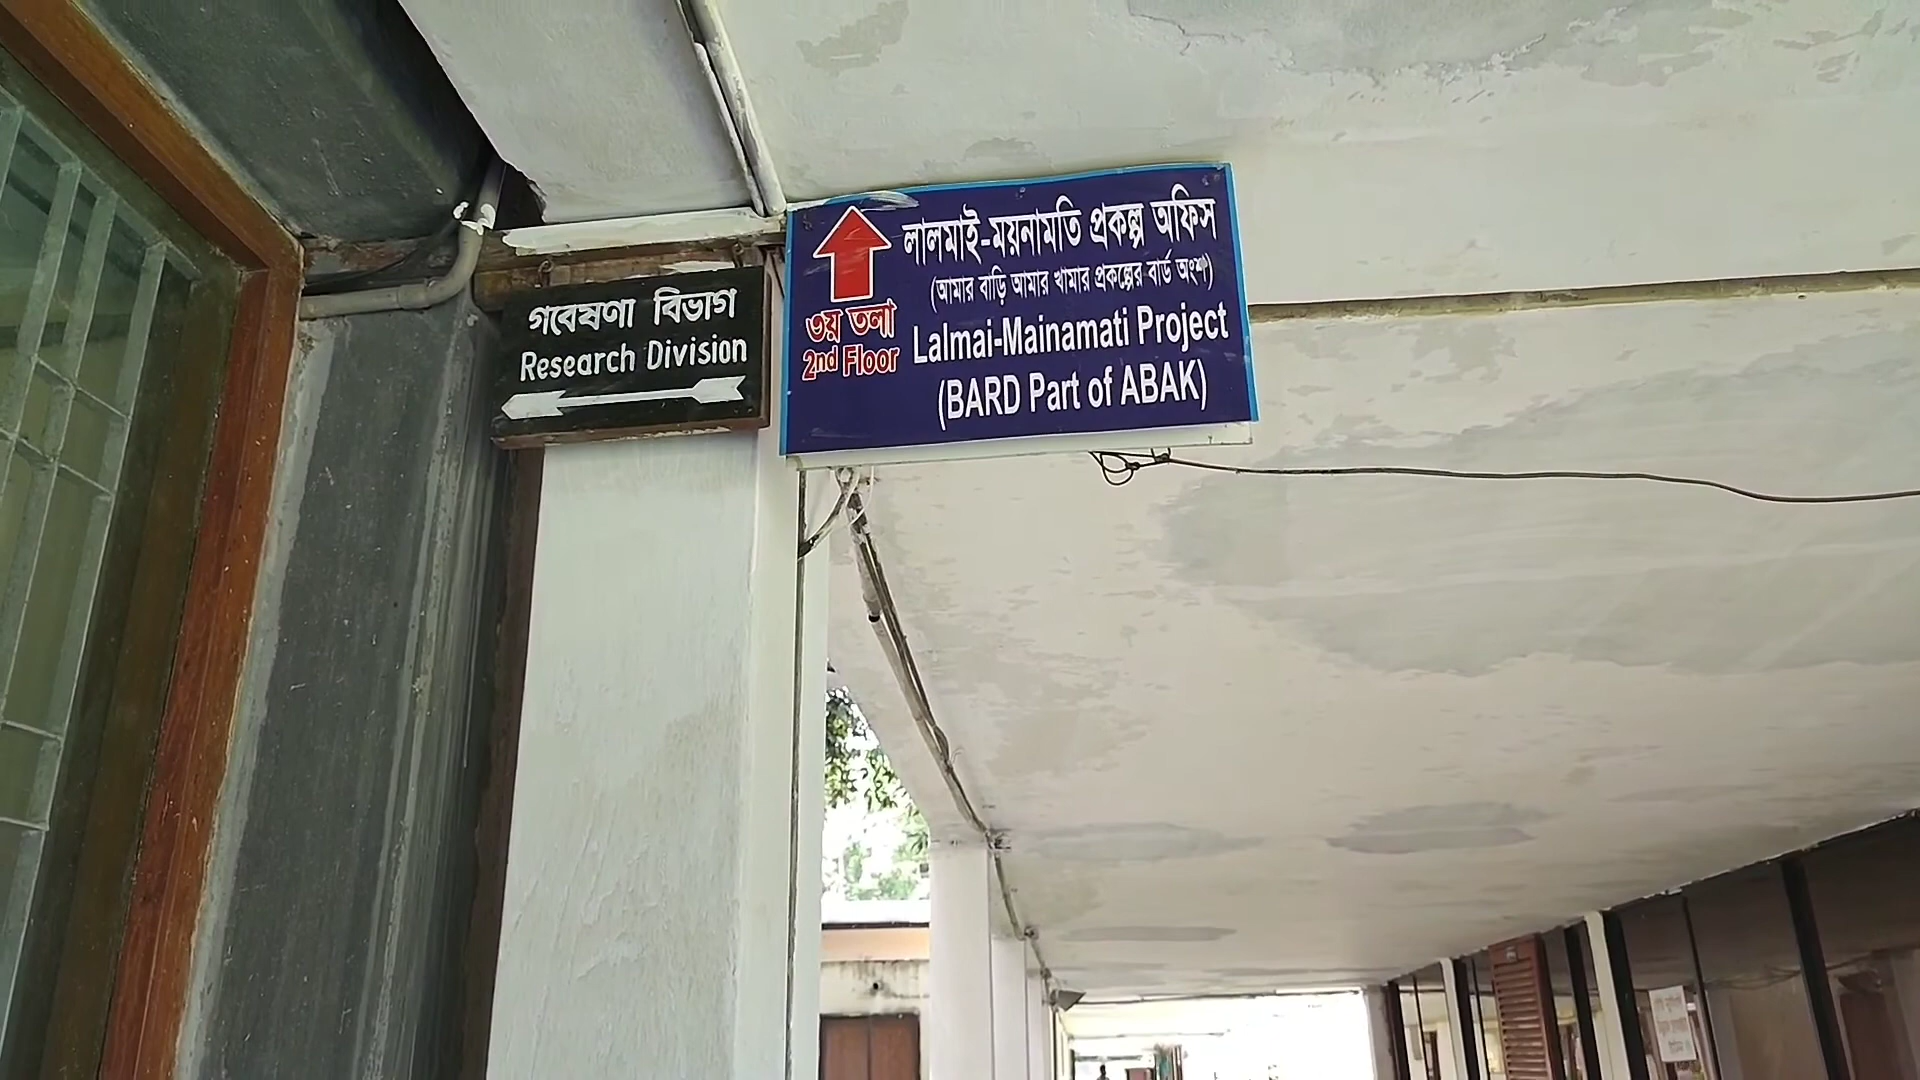 গবেষণা বিভাগ
Research Division
লালমাই-ময়নামতি প্রকল্প অফিস
(আমার বাড়ি আমার খামার প্রকল্পের বার্ড অংশ)
৩য় তলা
2nd Floor
Lalmai-Mainamati Project
(BARD Part of ABAK)